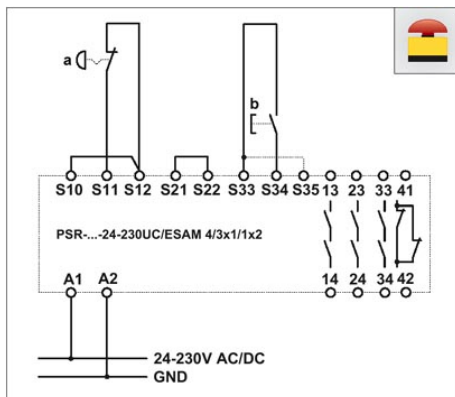 a
b
S10 S11 S12 S21 S22 S33 S34 S35 13 23 33 41
PSR-...-24-230UC/ESAM 4/3x1/1x2
14 24 34 42
A1 A2
24-230V AC/DC
GND